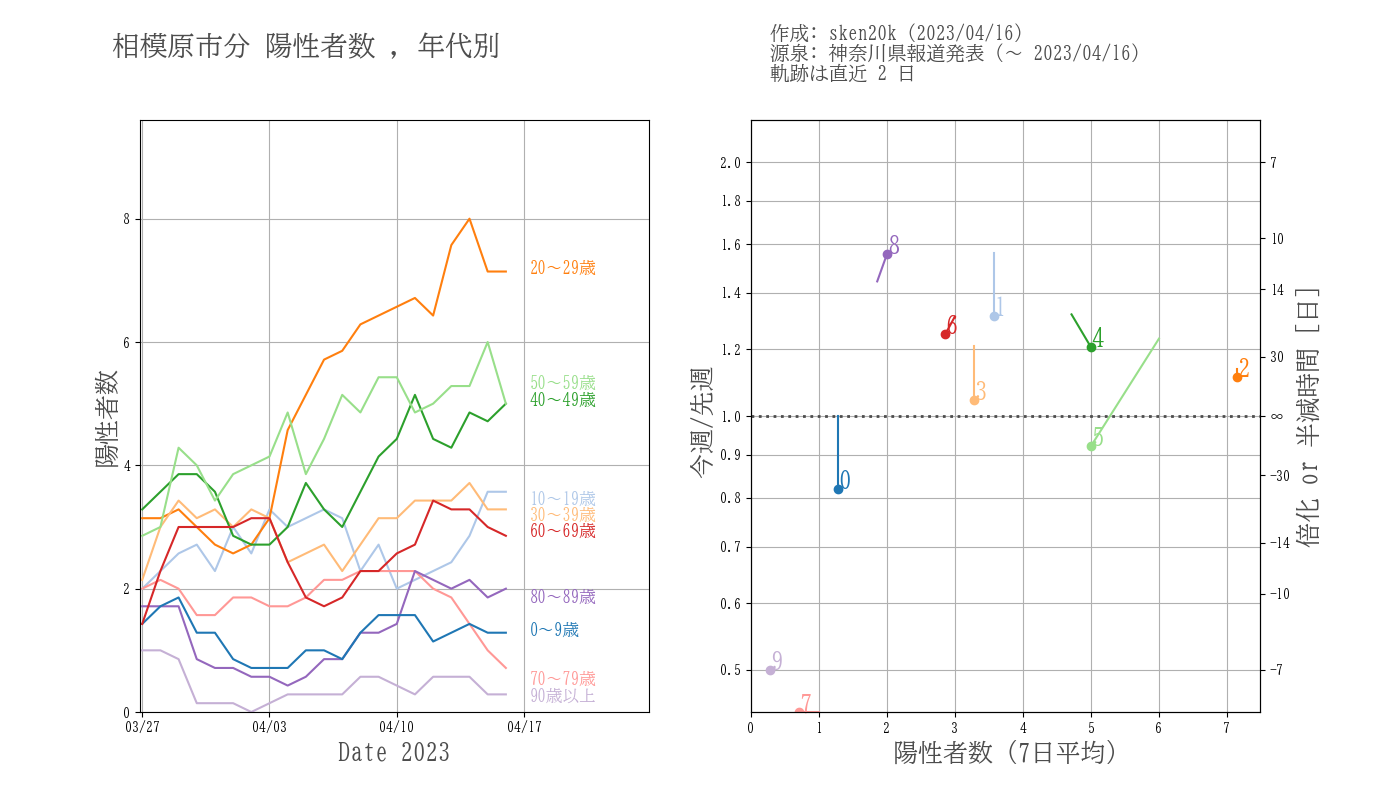 相模原市分 陽性者数 , 年代別
作成: sken20k (2023/04/16)
源泉: 神奈川県報道発表 (～ 2023/04/16)
軌跡は直近 2 日
陽性者数
8
6
4
2
0
03/27
04/03
04/10
04/17
Date 2023
20～29歳
50～59歳
40～49歳
10～19歳
30～39歳
60～69歳
80～89歳
0～9歳
70～79歳
90歳以上
今週/先週
2.0
1.8
1.6
1.4
1.2
1.0
0.9
0.8
0.7
0.6
0.5
0
1
2
3
4
5
6
7
陽性者数 (7日平均)
8
1
6
4
2
3
5
0
9
7
7
10
14
30
∞
-30
-14
-10
-7
倍化 or 半減時間 [日]